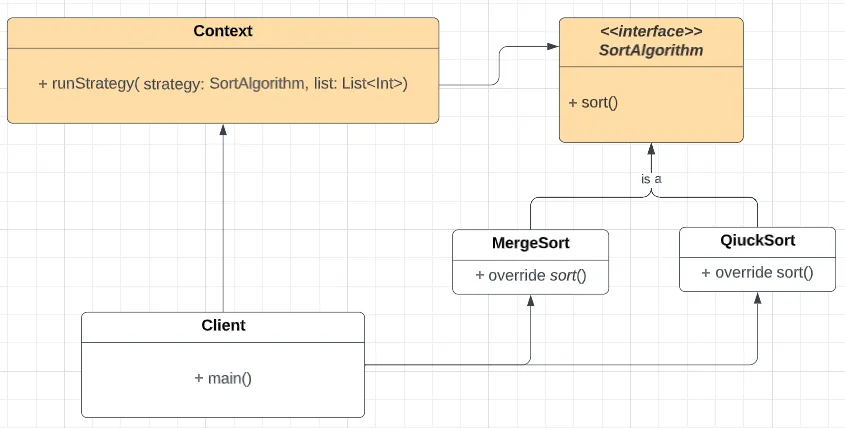 Context
+ runStrategy( strategy: SortAlgorithm, list: List<Int>)
<<interface>>
SortAlgorithm
+ sort()
is a
MergeSort
+ override sort()
QiuckSort
+ override sort()
Client
+ main()